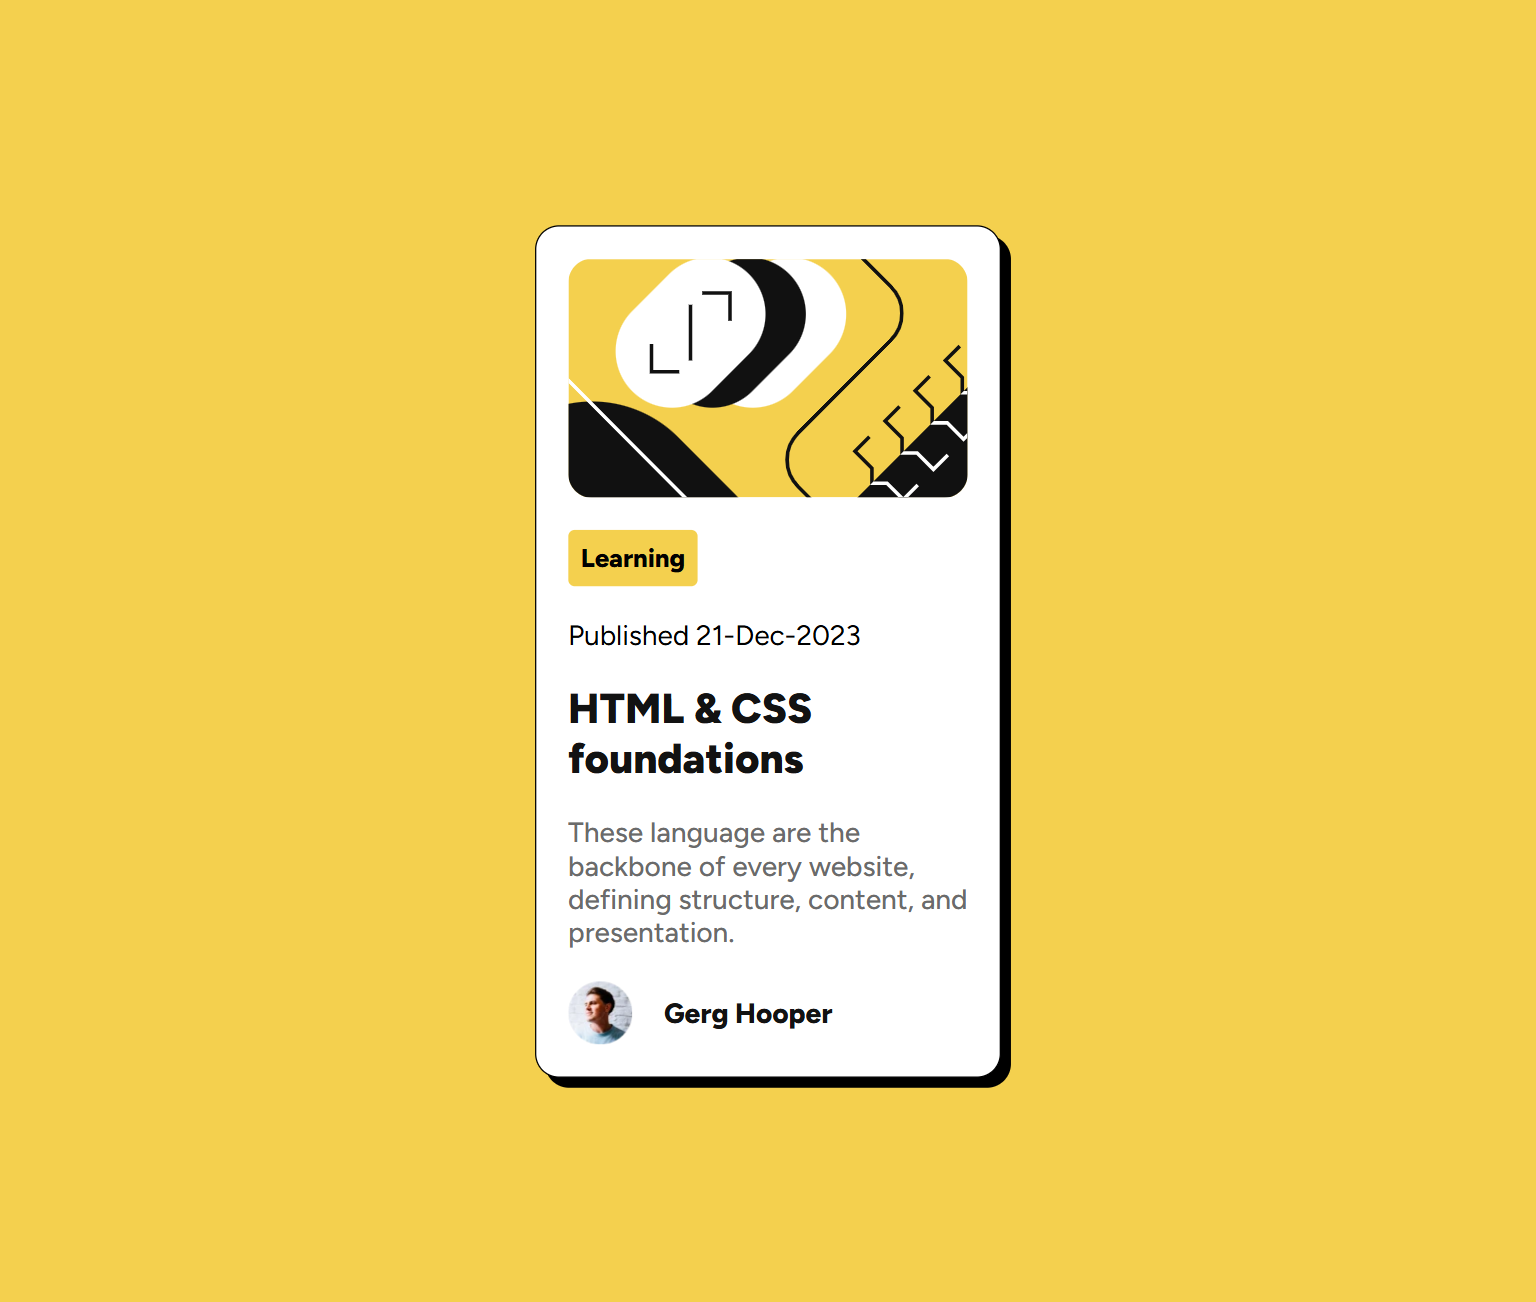 Learning
Published 21-Dec-2023
HTML & CSS
foundations
These language are the
backbone of every website,
defining structure, content, and
presentation.
Gerg Hooper